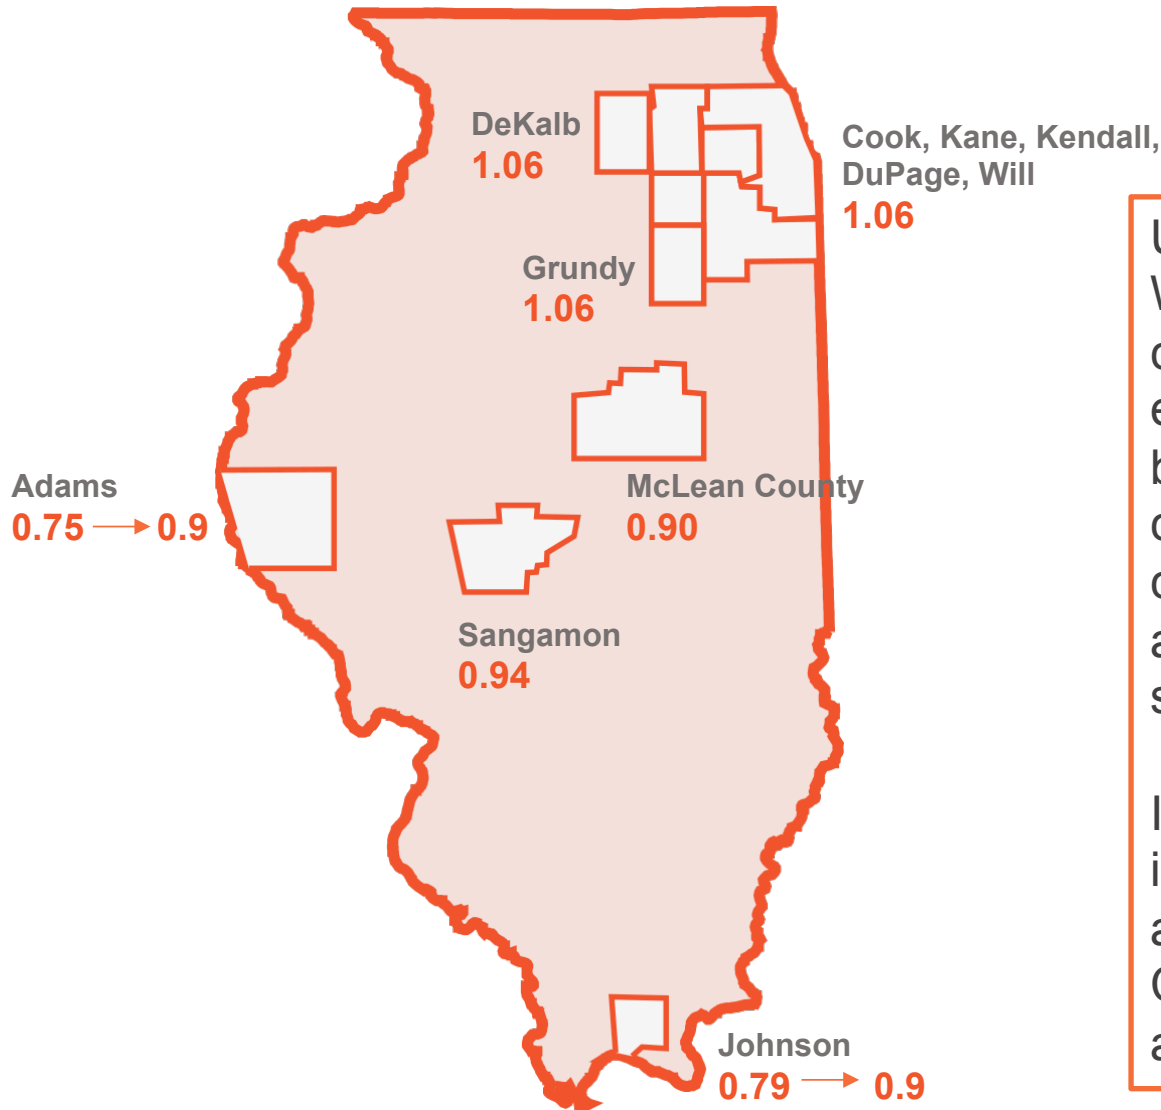 DeKalb
1.06
Cook, Kane, Kendall,
DuPage, Will
1.06
Grundy
1.06
Adams
0.75 → 0.9
McLean County
0.90
Sangamon
0.94
Johnson
0.79 → 0.9